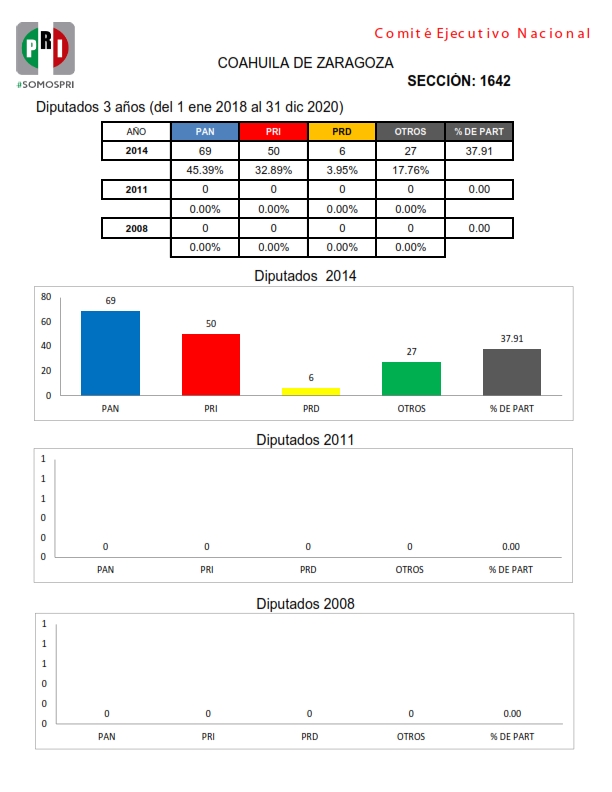 PRI
#SOMOSPRI
Comité Ejecutivo Nacional
COAHUILA DE ZARAGOZA
SECCIÓN: 1642
Diputados 3 años (del 1 ene 2018 al 31 dic 2020)
AÑO PAN PRI PRD OTROS % DE PART
2014 69 50 6 27 37.91
45.39% 32.89% 3.95% 17.76%
2011 0 0 0 0 0.00
0.00% 0.00% 0.00% 0.00%
2008 0 0 0 0 0.00
0.00% 0.00% 0.00% 0.00%
Diputados 2014
80
60
40
20
0
69
50
6
27
37.91
PAN PRI PRD OTROS % DE PART
Diputados 2011
1
1
1
0
0
0
0 0 0 0 0.00
PAN PRI PRD OTROS % DE PART
Diputados 2008
1
1
1
0
0
0
0 0 0 0 0.00
PAN PRI PRD OTROS % DE PART